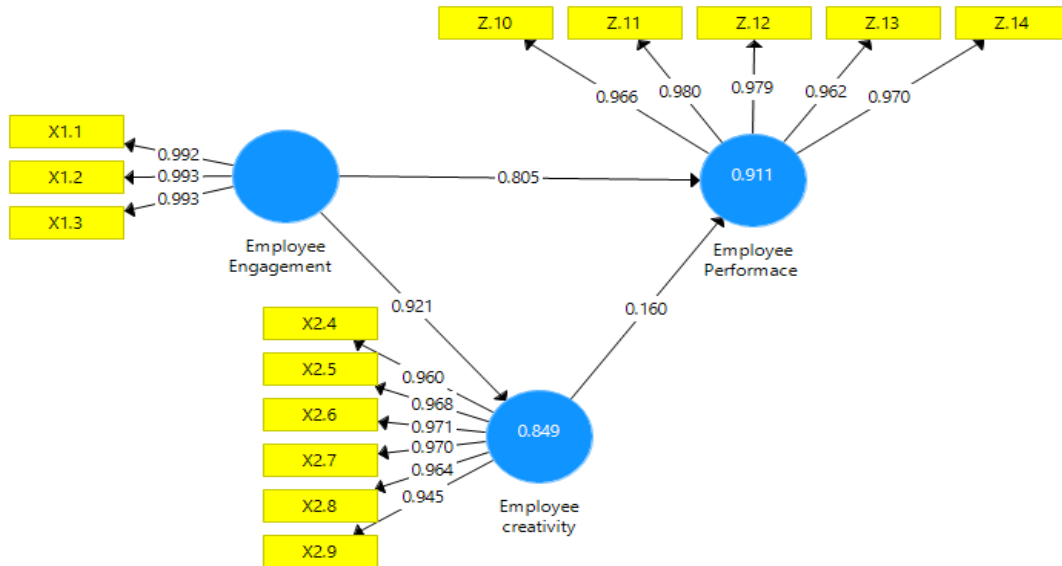 Z.10
Z.11
Z.12
Z.13
Z.14
0.966
0.980
0.979
0.962
0.970
X1.1
X1.2
X1.3
0.992
0.993
0.993
0.805
0.911
Employee
Engagement
Employee
Performace
0.921
0.160
X2.4
X2.5
X2.6
X2.7
X2.8
X2.9
0.960
0.968
0.971
0.970
0.964
0.945
0.849
Employee
creativity